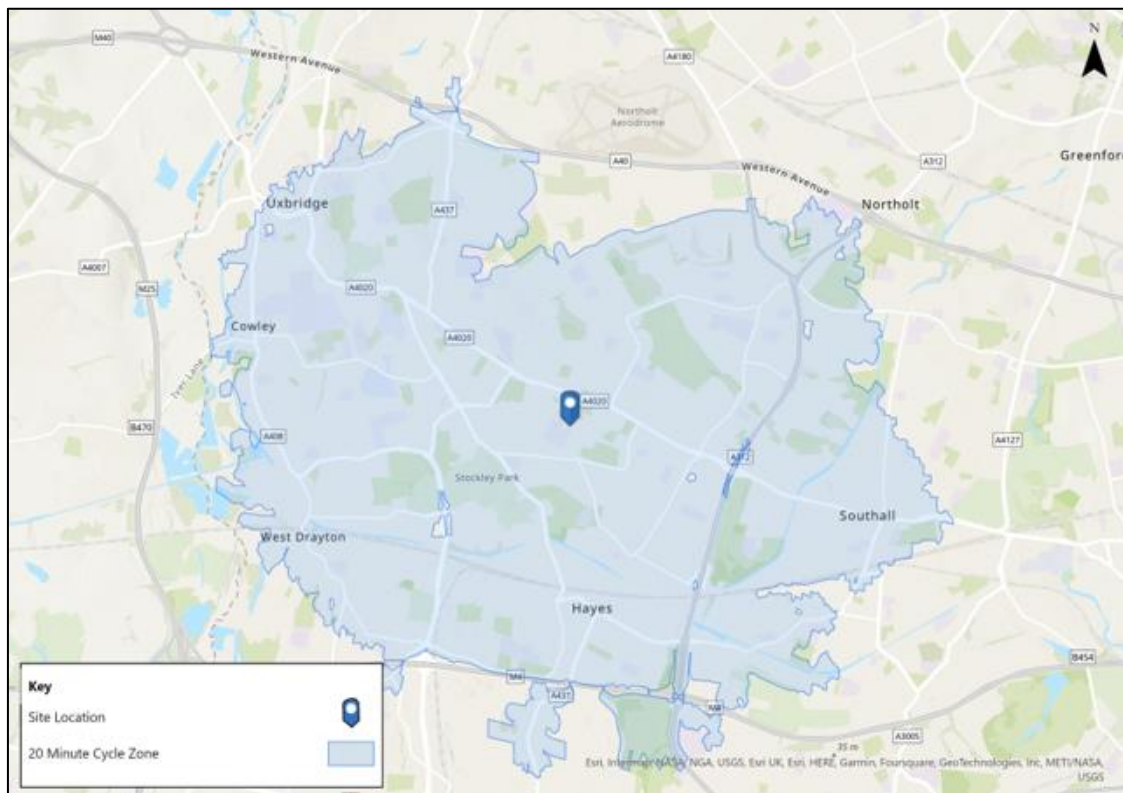 N
M40
Western Avenue
A4180
Northolt
Aerodrome
A40
A312
Greenford
Western Avenue
Uxbridge
A437
Northolt
A4007
M25
A4020
Cowley
A4020
Iver Lane
A4020
B470
A408
A4127
A312
Stockley Park
Southall
West Drayton
Hayes
B454
M4
A437
M4
A3005
Key
Site Location
20 Minute Cycle Zone
35 m
Esri, Intermap, NASA, NGA, USGS, Esri UK, Esri, HERE, Garmin, Foursquare, GeoTechnologies, Inc, METI/NASA,
USGS